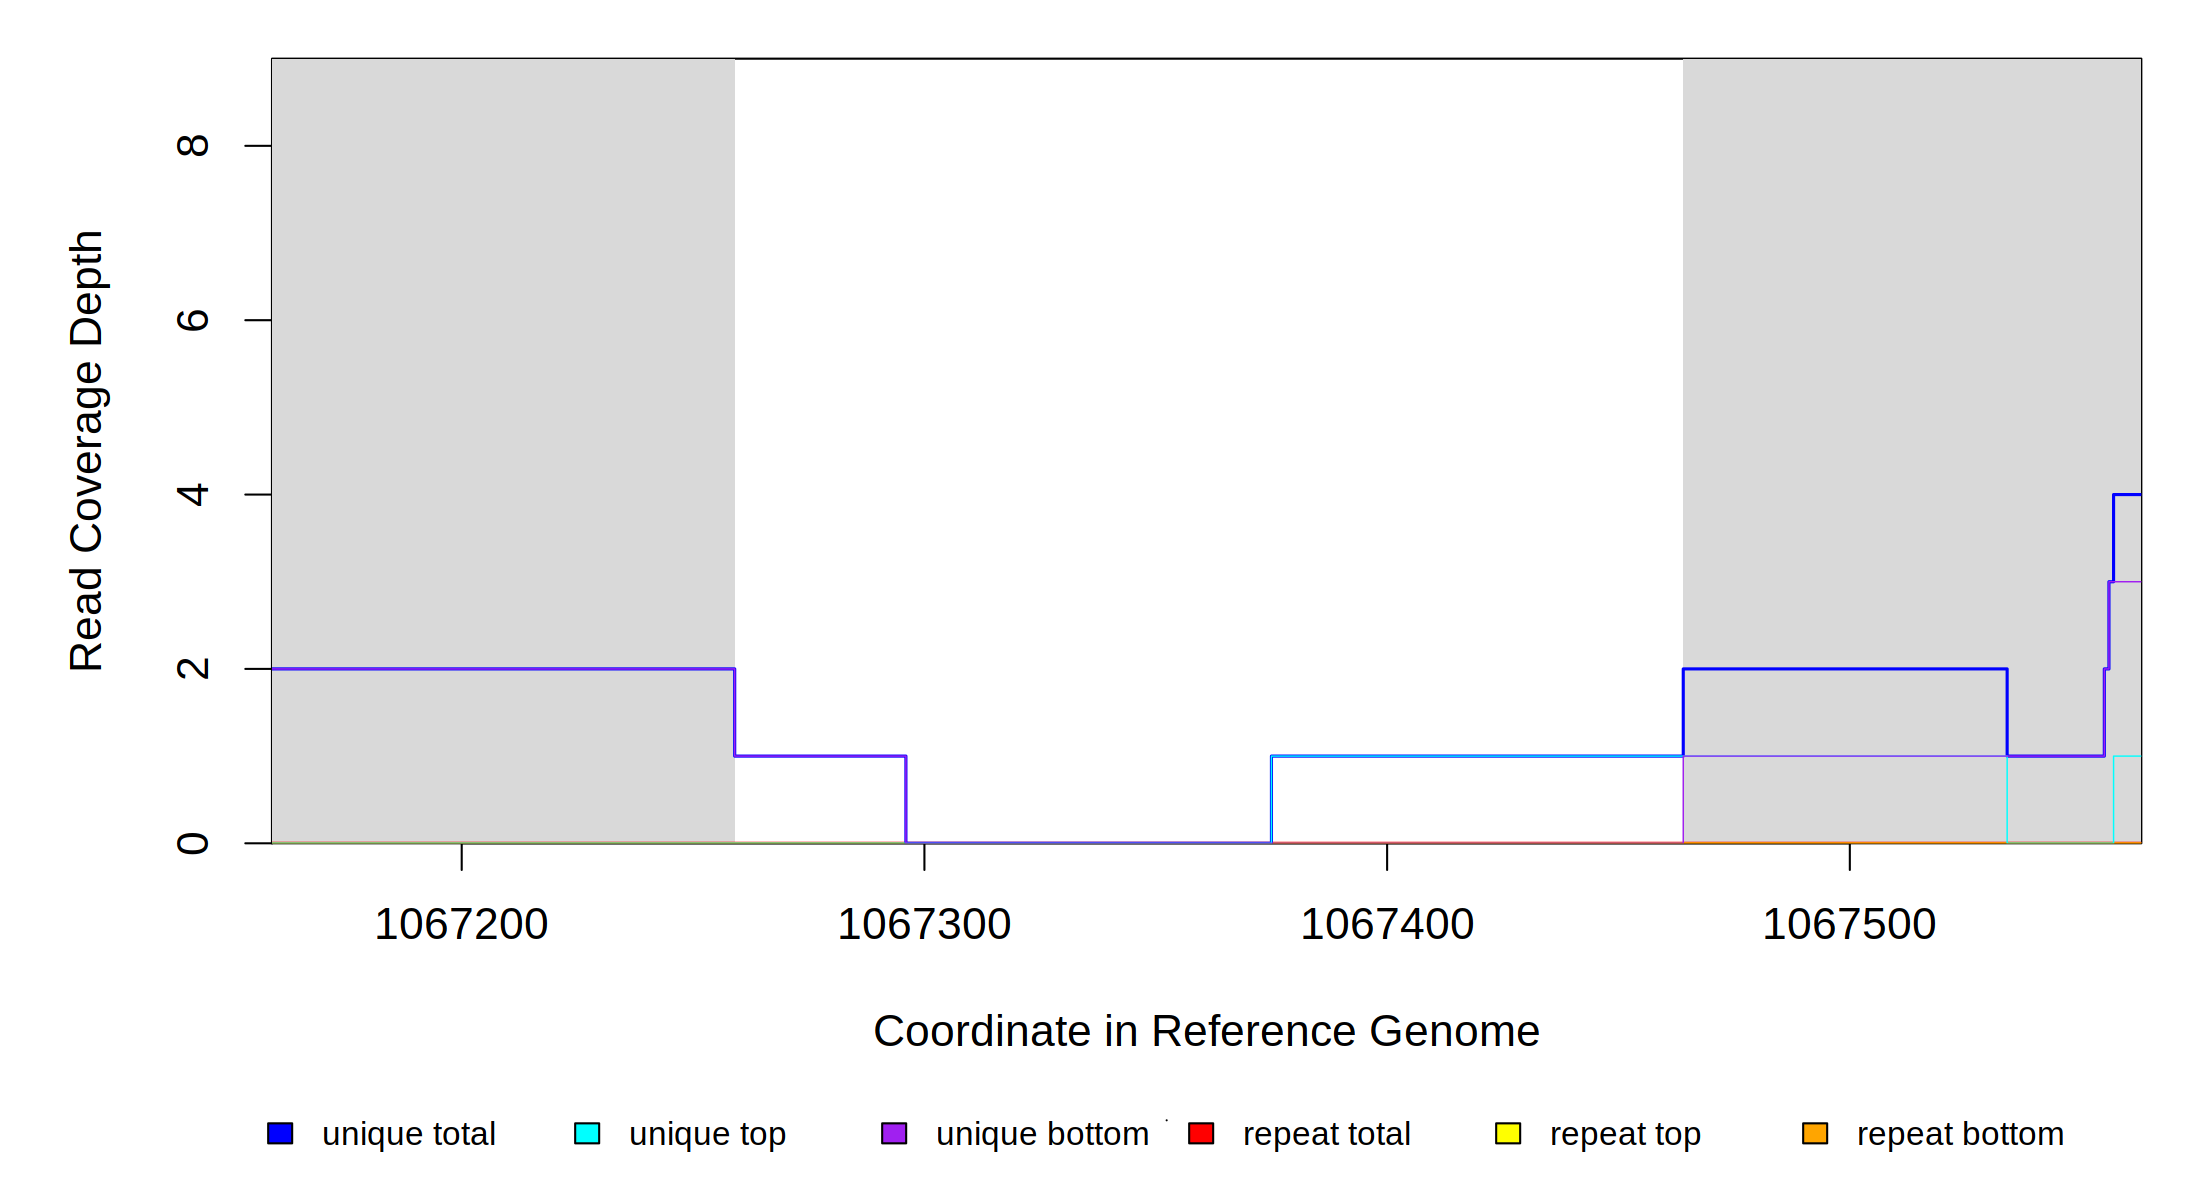 Read Coverage Depth
8
6
4
2
0
1067200 1067300 1067400 1067500
Coordinate in Reference Genome
unique total unique top unique bottom repeat total repeat top repeat bottom